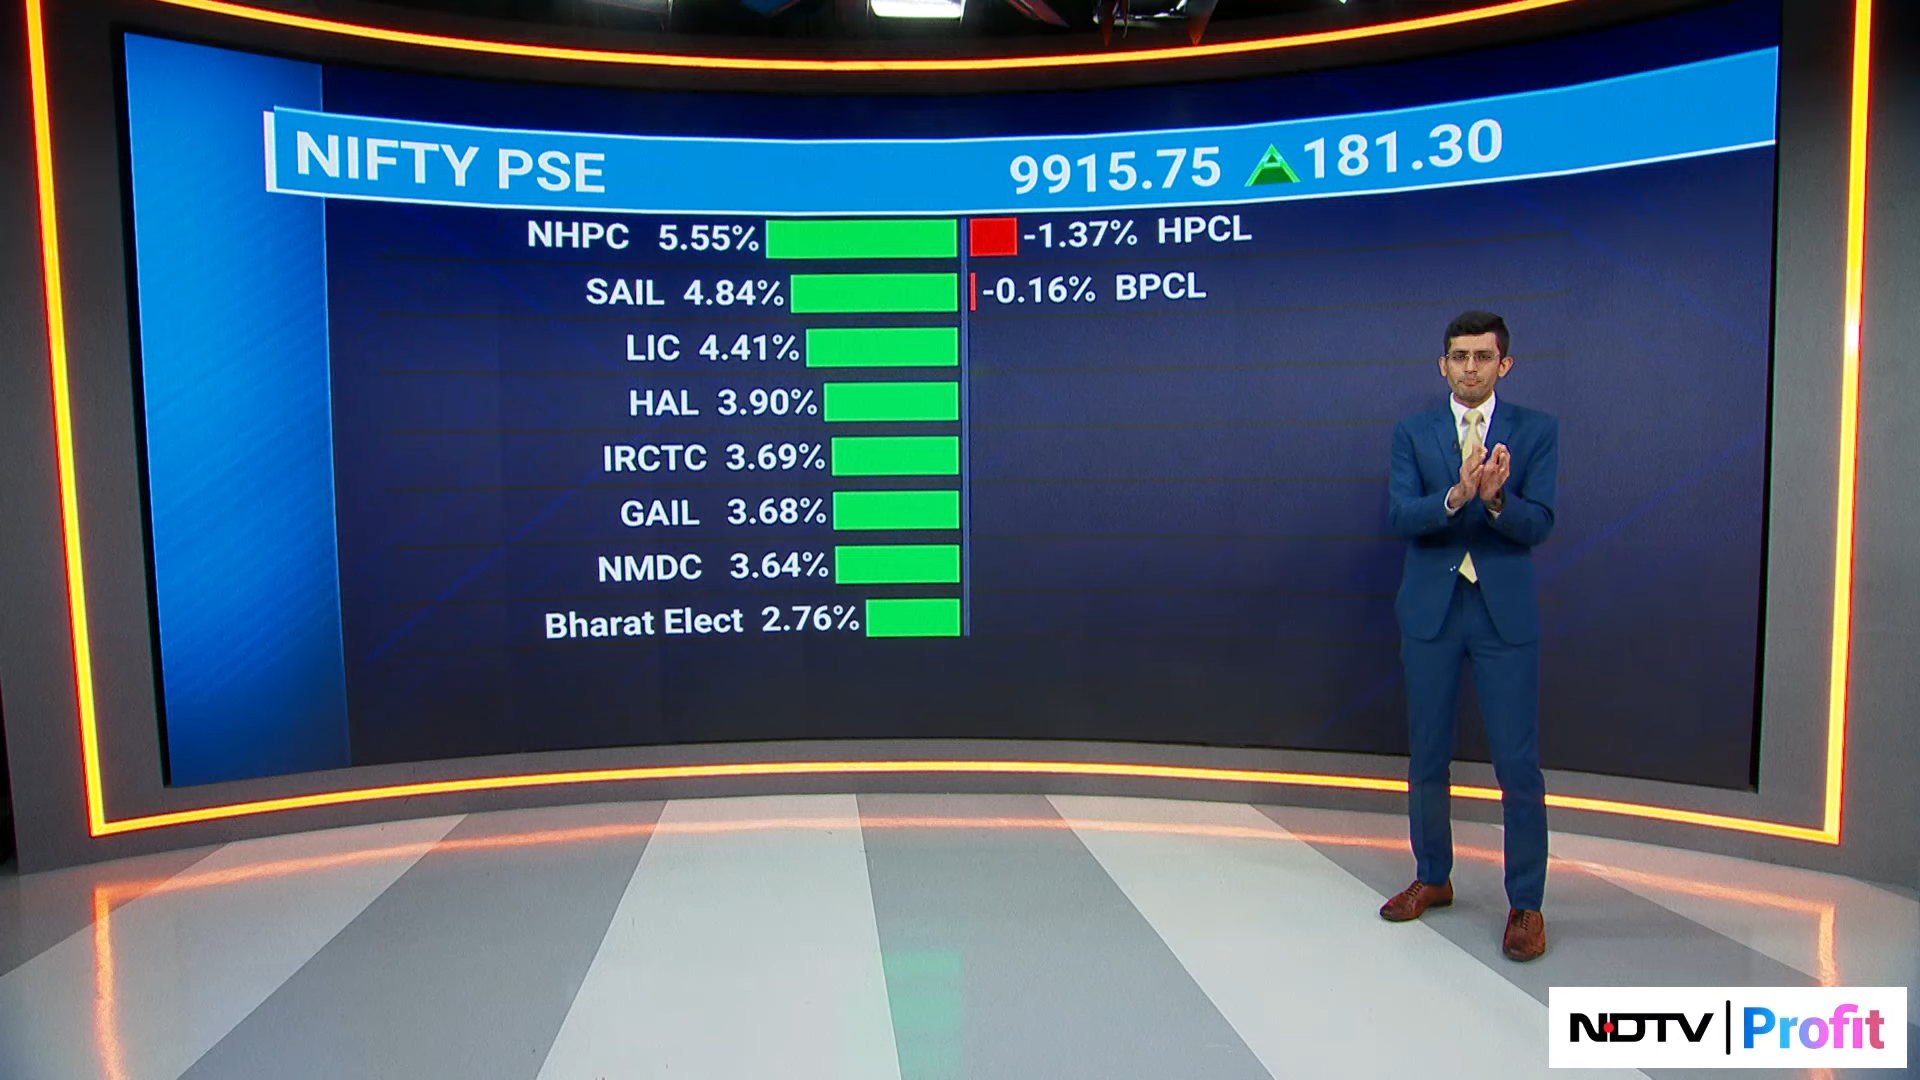 NIFTY PSE 9915.75 181.30
NHPC 5.55% -1.37% HPCL
SAIL 4.84% -0.16% BPCL
LIC 4.41%
HAL 3.90%
IRCTC 3.69%
GAIL 3.68%
NMDC 3.64%
Bharat Elect 2.76%
NDTV Profit